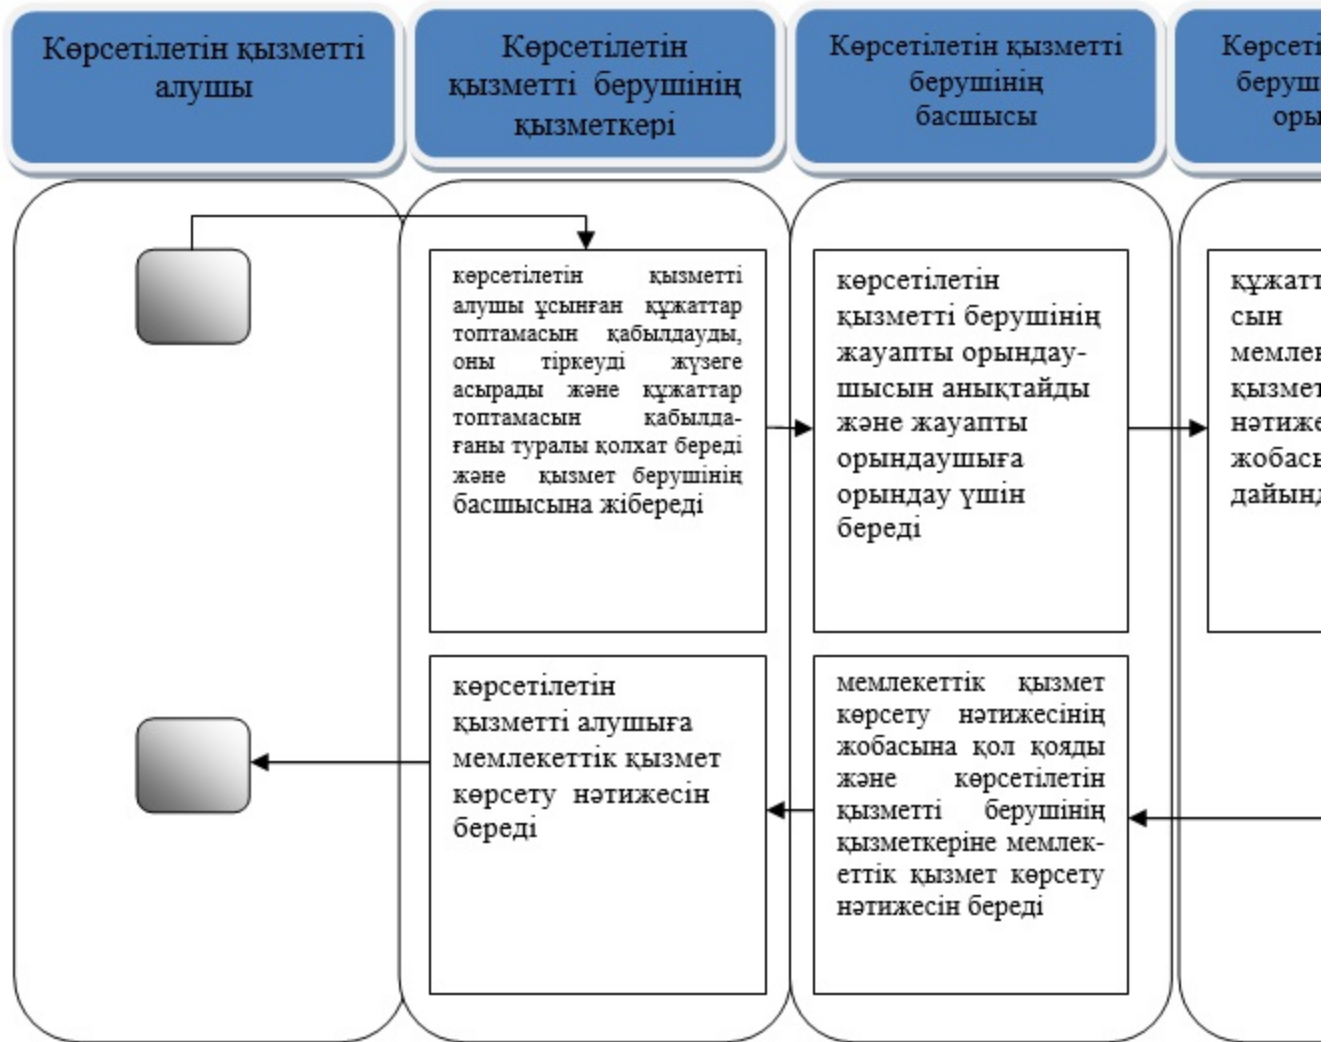 Көрсетілетін қызметті
алушы
Көрсетілетін
қызметті берушінің
қызметкері
Көрсетілетін қызметті
берушінің
басшысы
көрсетілетін қызметті
алушы ұсынған құжаттар
топтамасын қабылдауды,
оны тіркеуді жүзеге
асырады және құжаттар
топтамасын қабылда-
ғаны туралы қолхат береді
және қызмет берушінің
басшысына жібереді
көрсетілетін
қызметті берушінің
жауапты орындау-
шысын анықтайды
және жауапты
орындаушыға
орындау үшін
береді
сын
көрсетілетін
қызметті алушыға
мемлекеттік қызмет
көрсету нәтижесін
береді
мемлекеттік қызмет
көрсету нәтижесінің
жобасына қол қояды
және көрсетілетін
қызметті берушінің
қызметкеріне мемлек-
еттік қызмет көрсету
нәтижесін береді